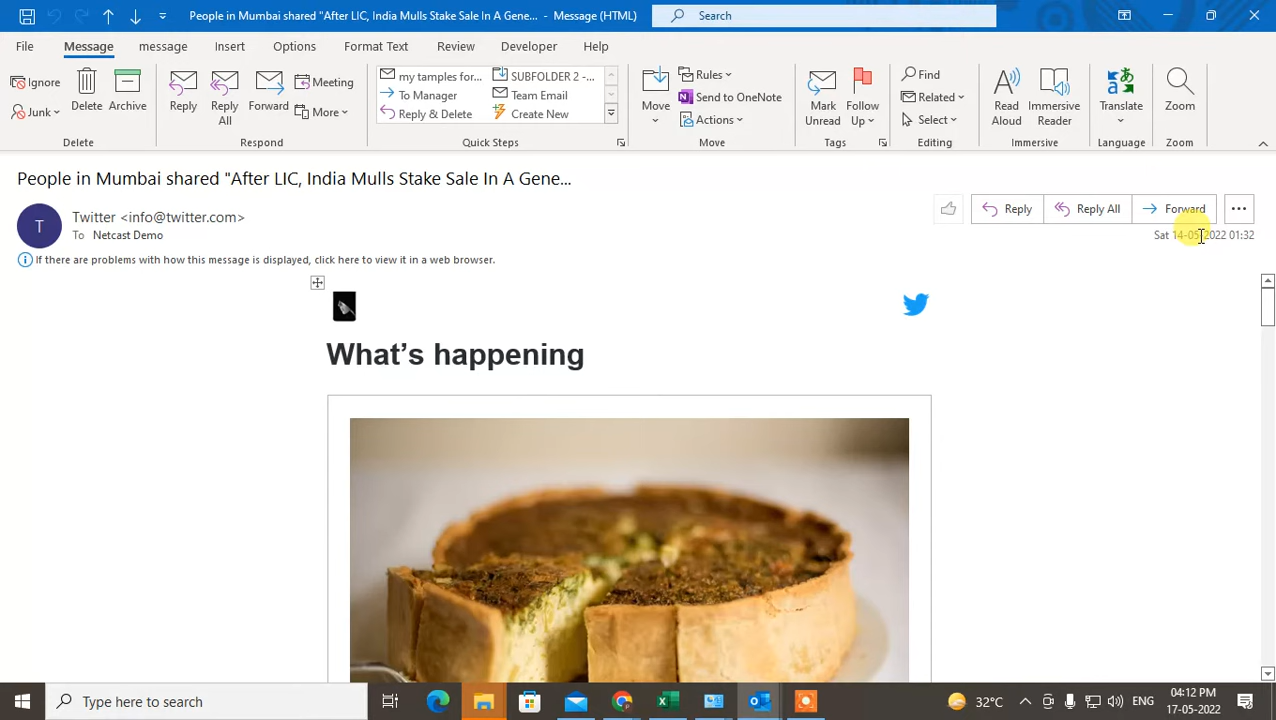 People in Mumbai shared "After LIC, India Mulls Stake Sale In A Gene... - Message (HTML)
Search
File
Message
message
Insert
Options
Format Text
Review
Developer
Help
Ignore
Junk
Delete
Archive
Delete
Reply
Reply All
Forward
Meeting
More
Respond
my tamples for...
To Manager
Reply & Delete
SUBFOLDER 2 -...
Team Email
Create New
Quick Steps
Move
Rules
Send to OneNote
Actions
Move
Mark Unread
Follow Up
Tags
Find
Related
Select
Editing
Read Aloud
Immersive Reader
Immersive
Translate
Language
Zoom
Zoom
People in Mumbai shared "After LIC, India Mulls Stake Sale In A Gene...
T
Twitter <info@twitter.com>
To Netcast Demo
Reply
Reply All
Forward
Sat 14-05-2022 01:32
If there are problems with how this message is displayed, click here to view it in a web browser.
What's happening
Type here to search
32°C
ENG
04:12 PM
17-05-2022